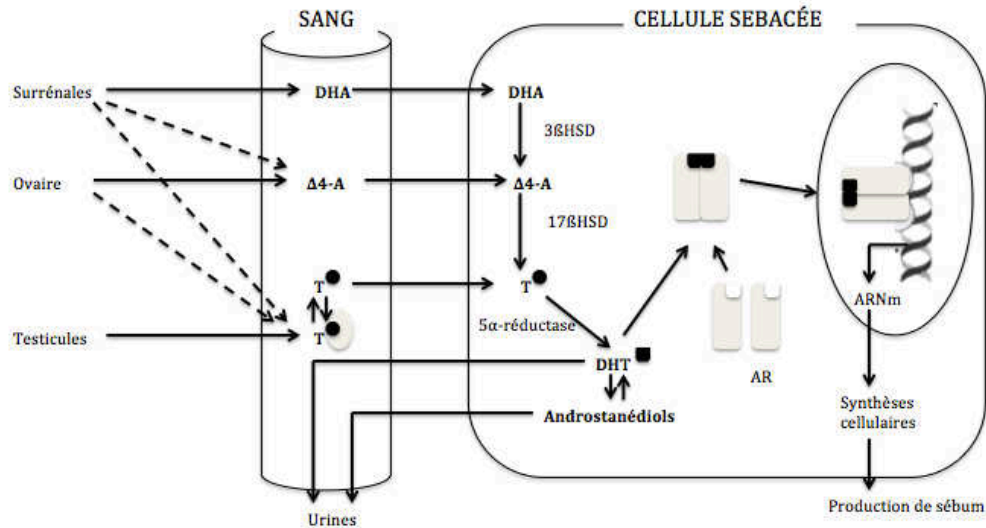 SANG
CELLULE SEBACÉE
Surrénales
DHA
DHA
3ßHSD
Ovaire
Δ4-A
Δ4-A
17ßHSD
T
T
ARNm
5α-réductase
Testicules
T
DHT
AR
Androstanédiols
Synthèses
cellulaires
Urines
Production de sébum